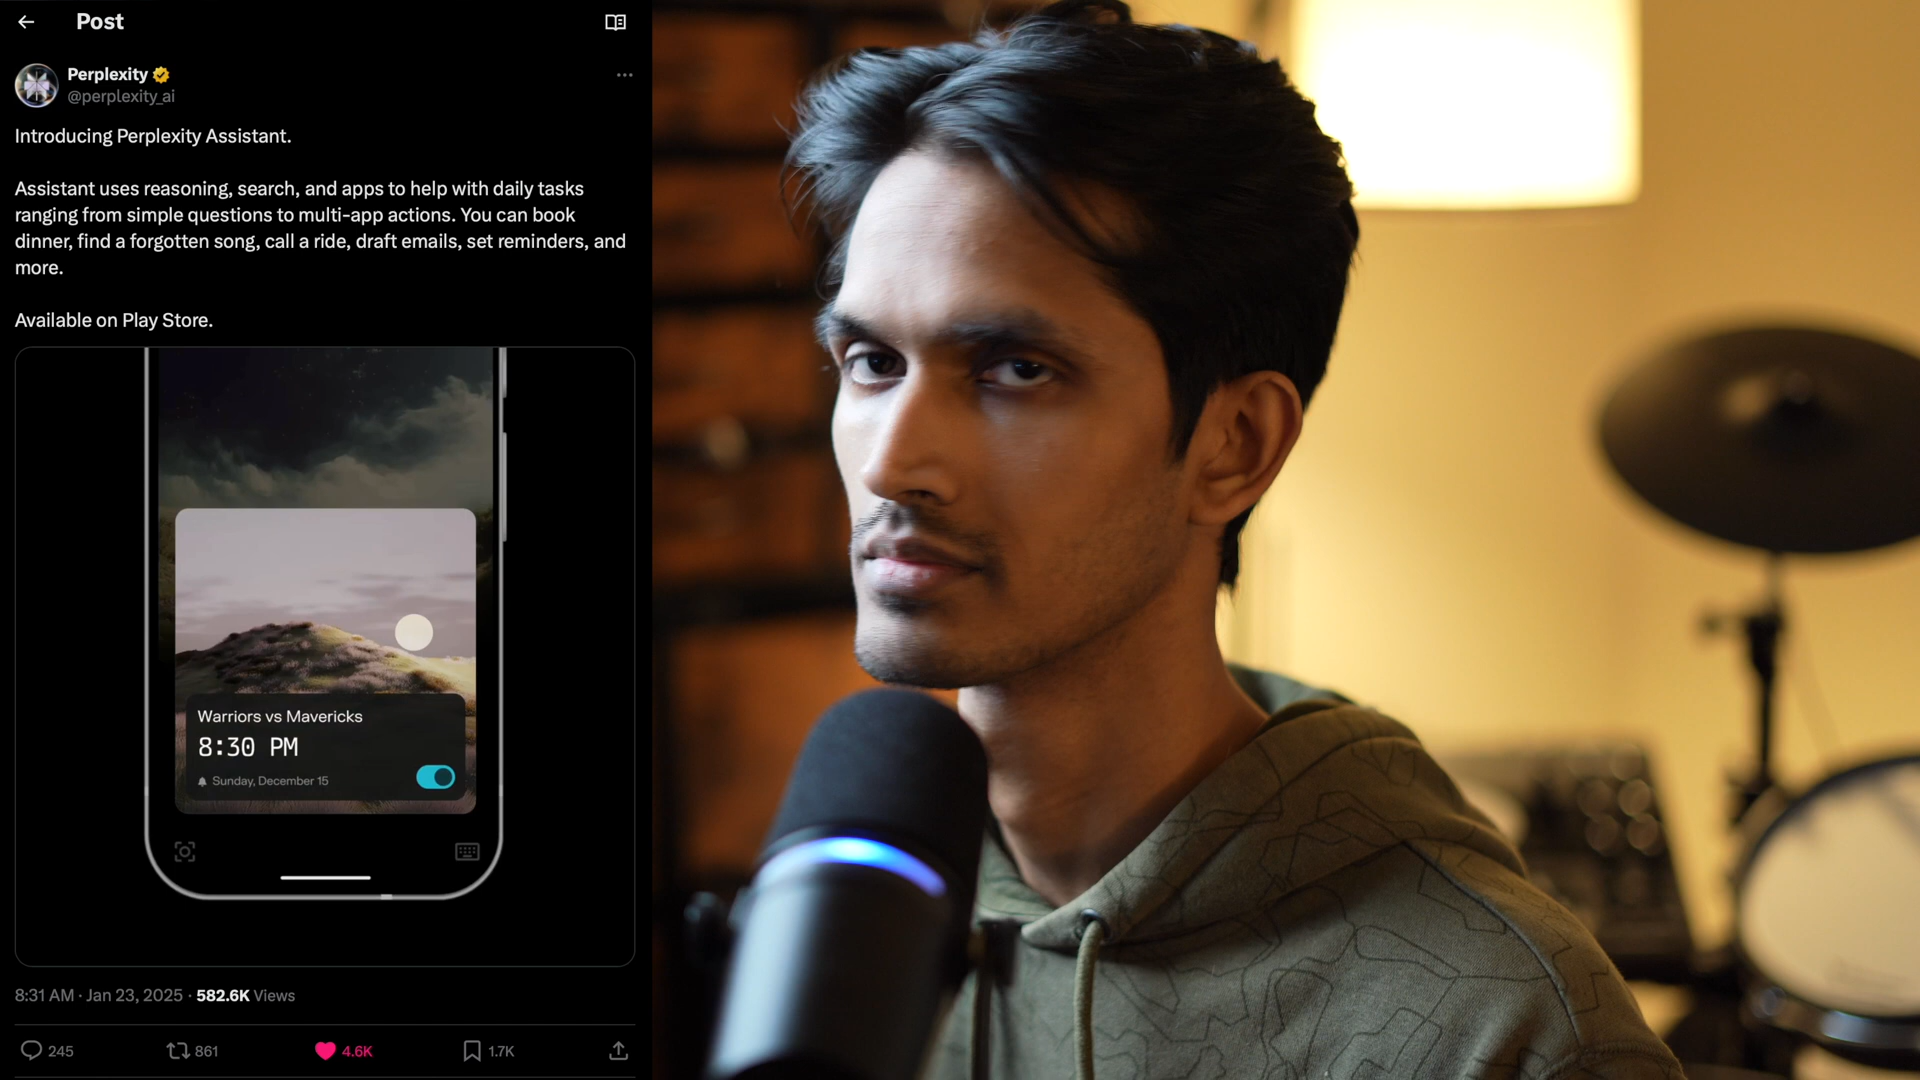 Post
Perplexity
@perplexity_ai
Introducing Perplexity Assistant.
Assistant uses reasoning, search, and apps to help with daily tasks
ranging from simple questions to multi-app actions. You can book
dinner, find a forgotten song, call a ride, draft emails, set reminders, and
more.
Available on Play Store.
Warriors vs Mavericks
8:30 PM
Sunday, December 15
8:31 AM · Jan 23, 2025 · 582.6K Views
245 861 4.6K 1.7K